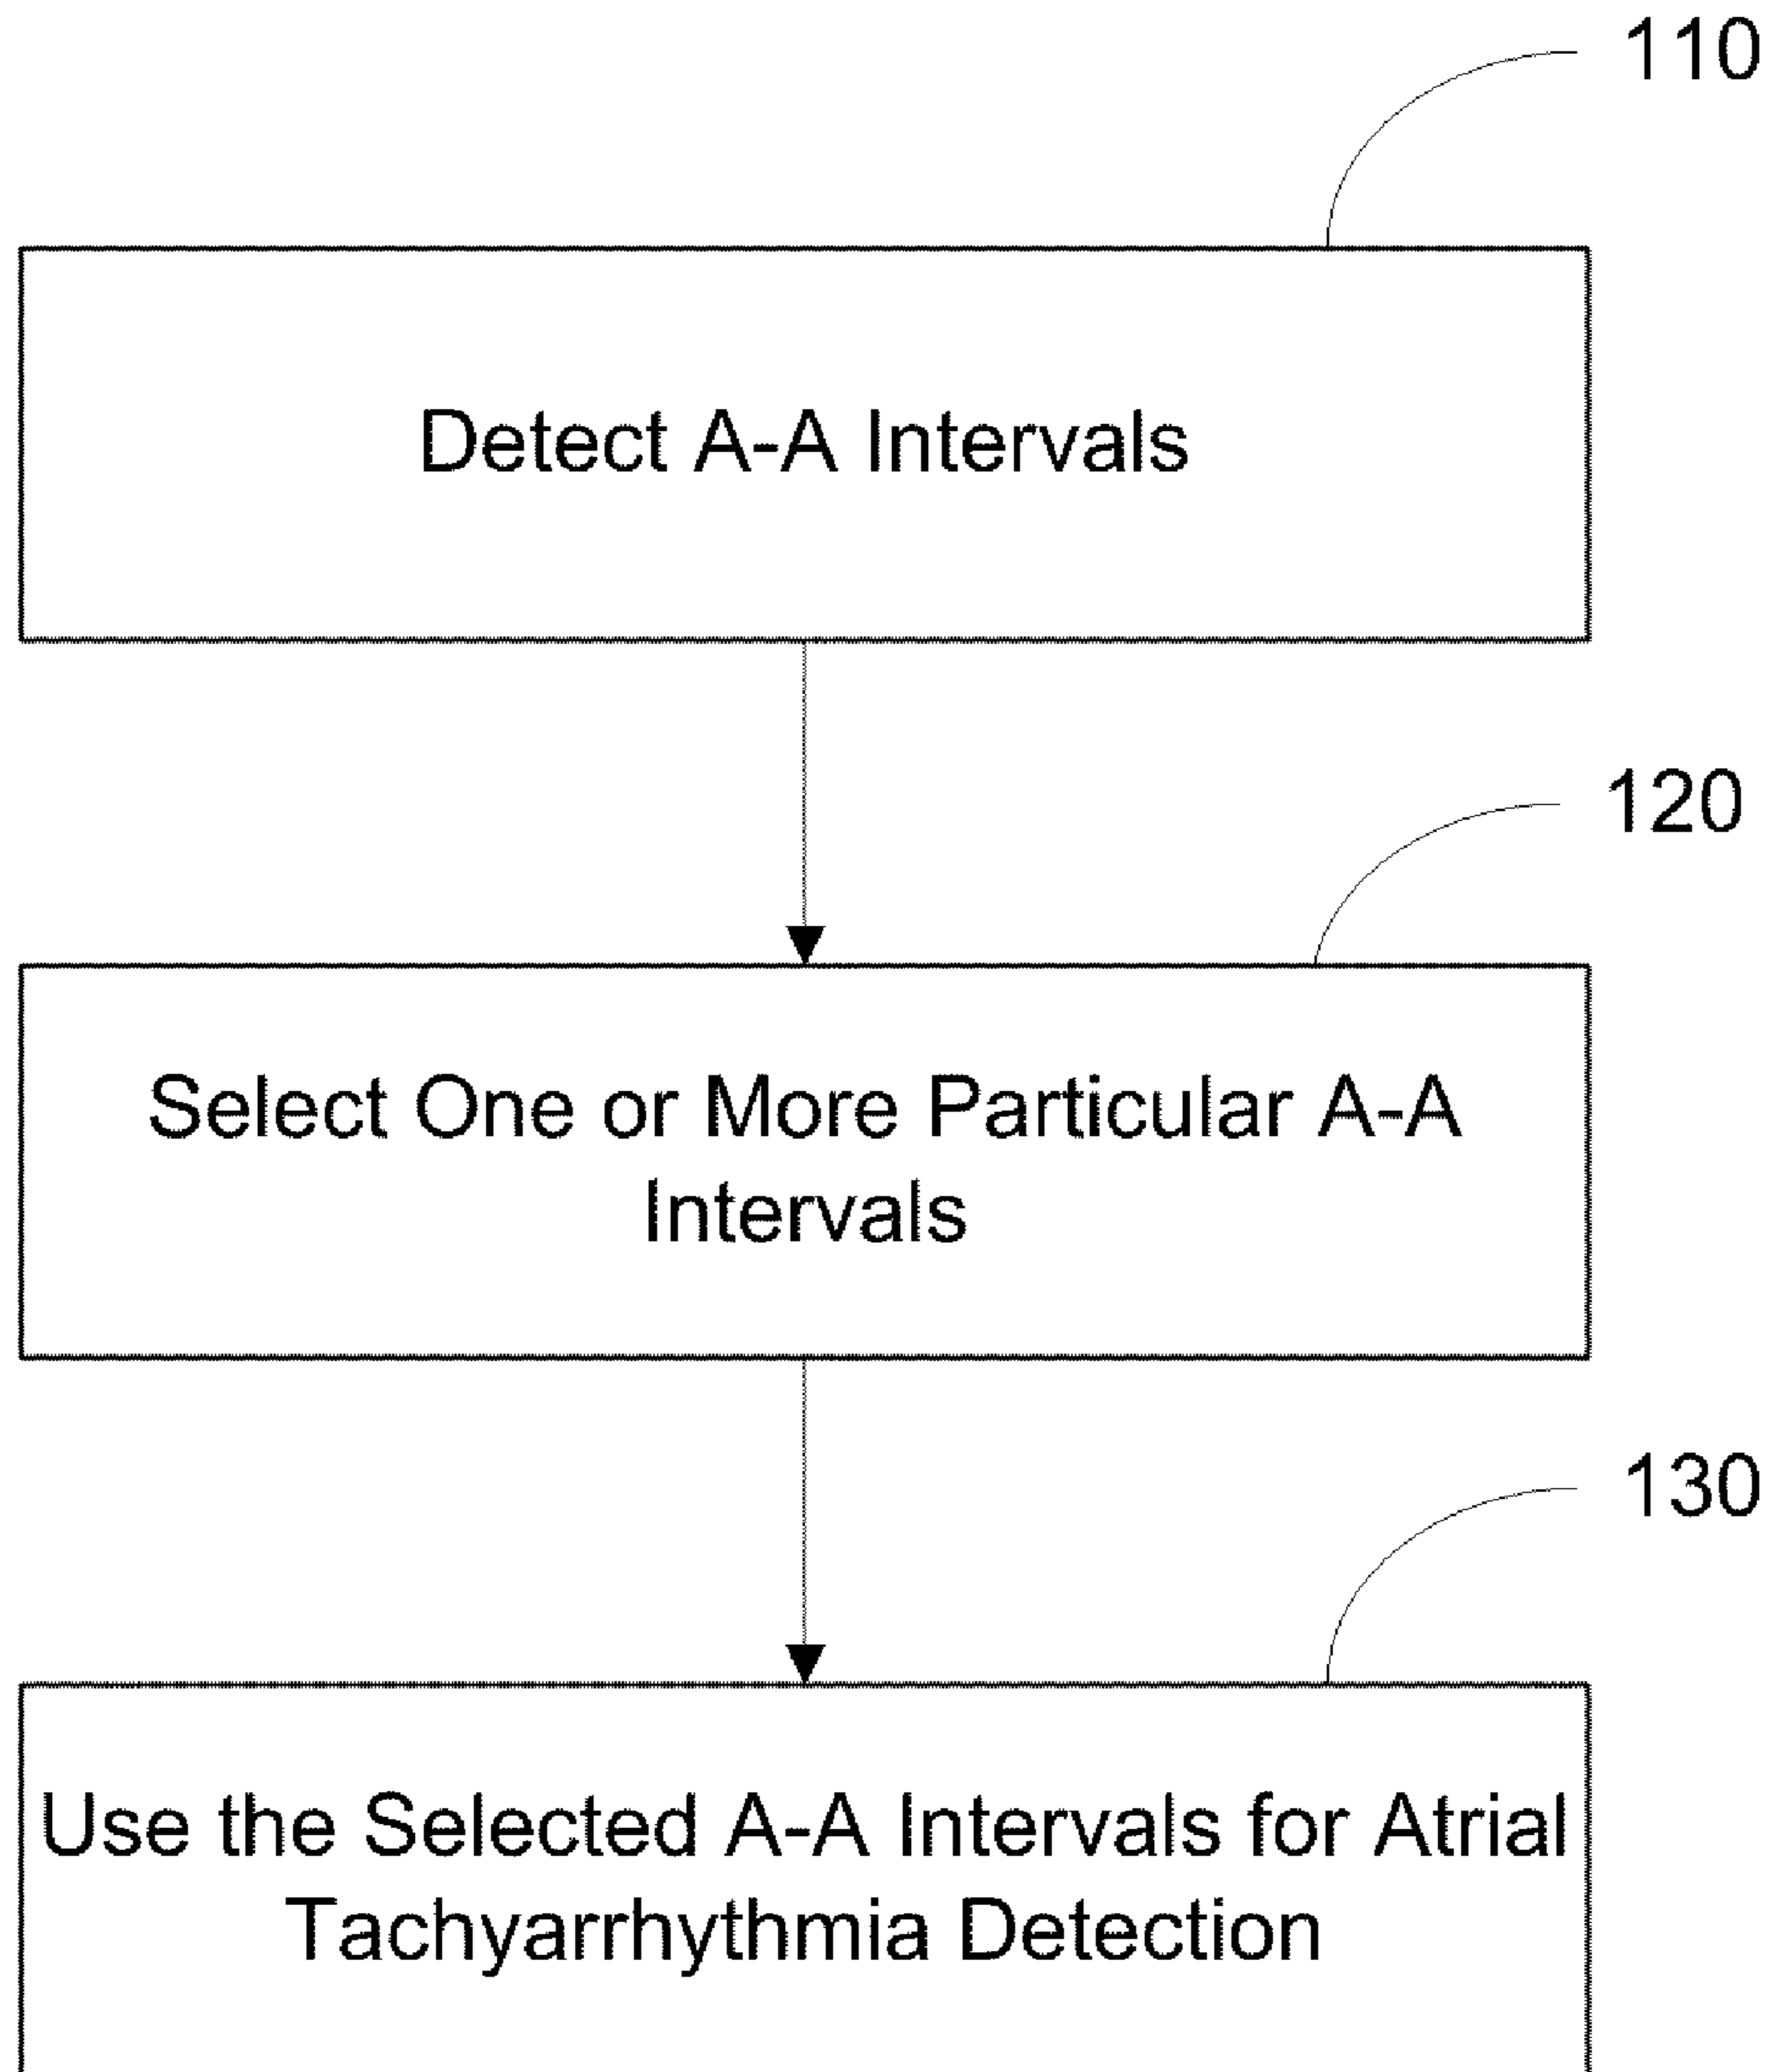 110
Detect A-A Intervals
120
Select One or More Particular A-A
Intervals
130
Use the Selected A-A Intervals for Atrial
Tachyarrhythmia Detection